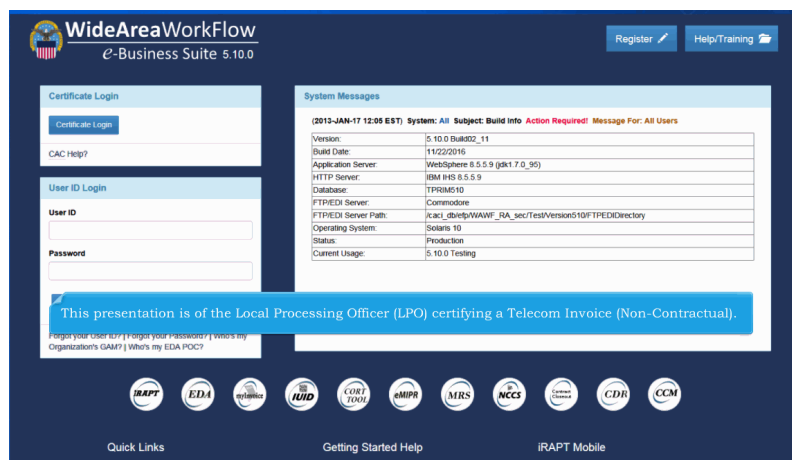 WideAreaWorkFlow
e-Business Suite 5.10.0
Register
Help/Training
Certificate Login
Certificate Login
CAC Help?
User ID Login
User ID
Password
Forgot your User ID? | Forgot your Password? | Who's my
Organization's GAM? | Who's my EDA POC?
System Messages
(2013-JAN-17 12:05 EST) System: All Subject: Build Info Action Required! Message For: All Users
Version: 5.10.0 Build02_11
Build Date: 11/22/2016
Application Server: WebSphere 8.5.5.9 (jdk1.7.0_95)
HTTP Server: IBM IHS 8.5.5.9
Database: TPRIM510
FTP/EDI Server: Commodore
FTP/EDI Server Path: /caci_db/efp/WAWF_RA_sec/Test/Version510/FTPEDIDirectory
Operating System: Solaris 10
Status: Production
Current Usage: 5.10.0 Testing
This presentation is of the Local Processing Officer (LPO) certifying a Telecom Invoice (Non-Contractual).
iRAPT
EDA
myInvoice
IUID
CORT
TOOL
eMIPR
MRS
NCCS
Contract
Closeout
CDR
CCM
Quick Links
Getting Started Help
iRAPT Mobile